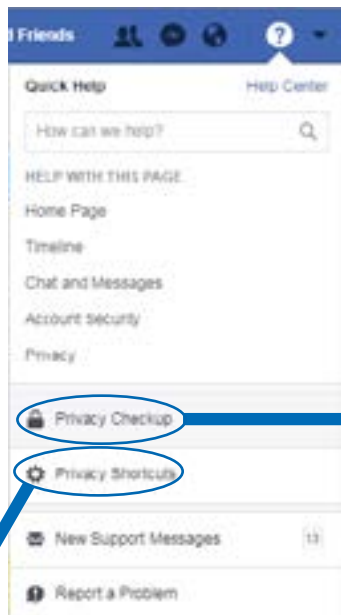 d Friends
?
Quick Help Help Center
How can we help?
HELP WITH THIS PAGE
Home Page
Timeline
Chat and Messages
Account Security
Privacy
Privacy Checkup
Privacy Shortcuts
New Support Messages 13
Report a Problem